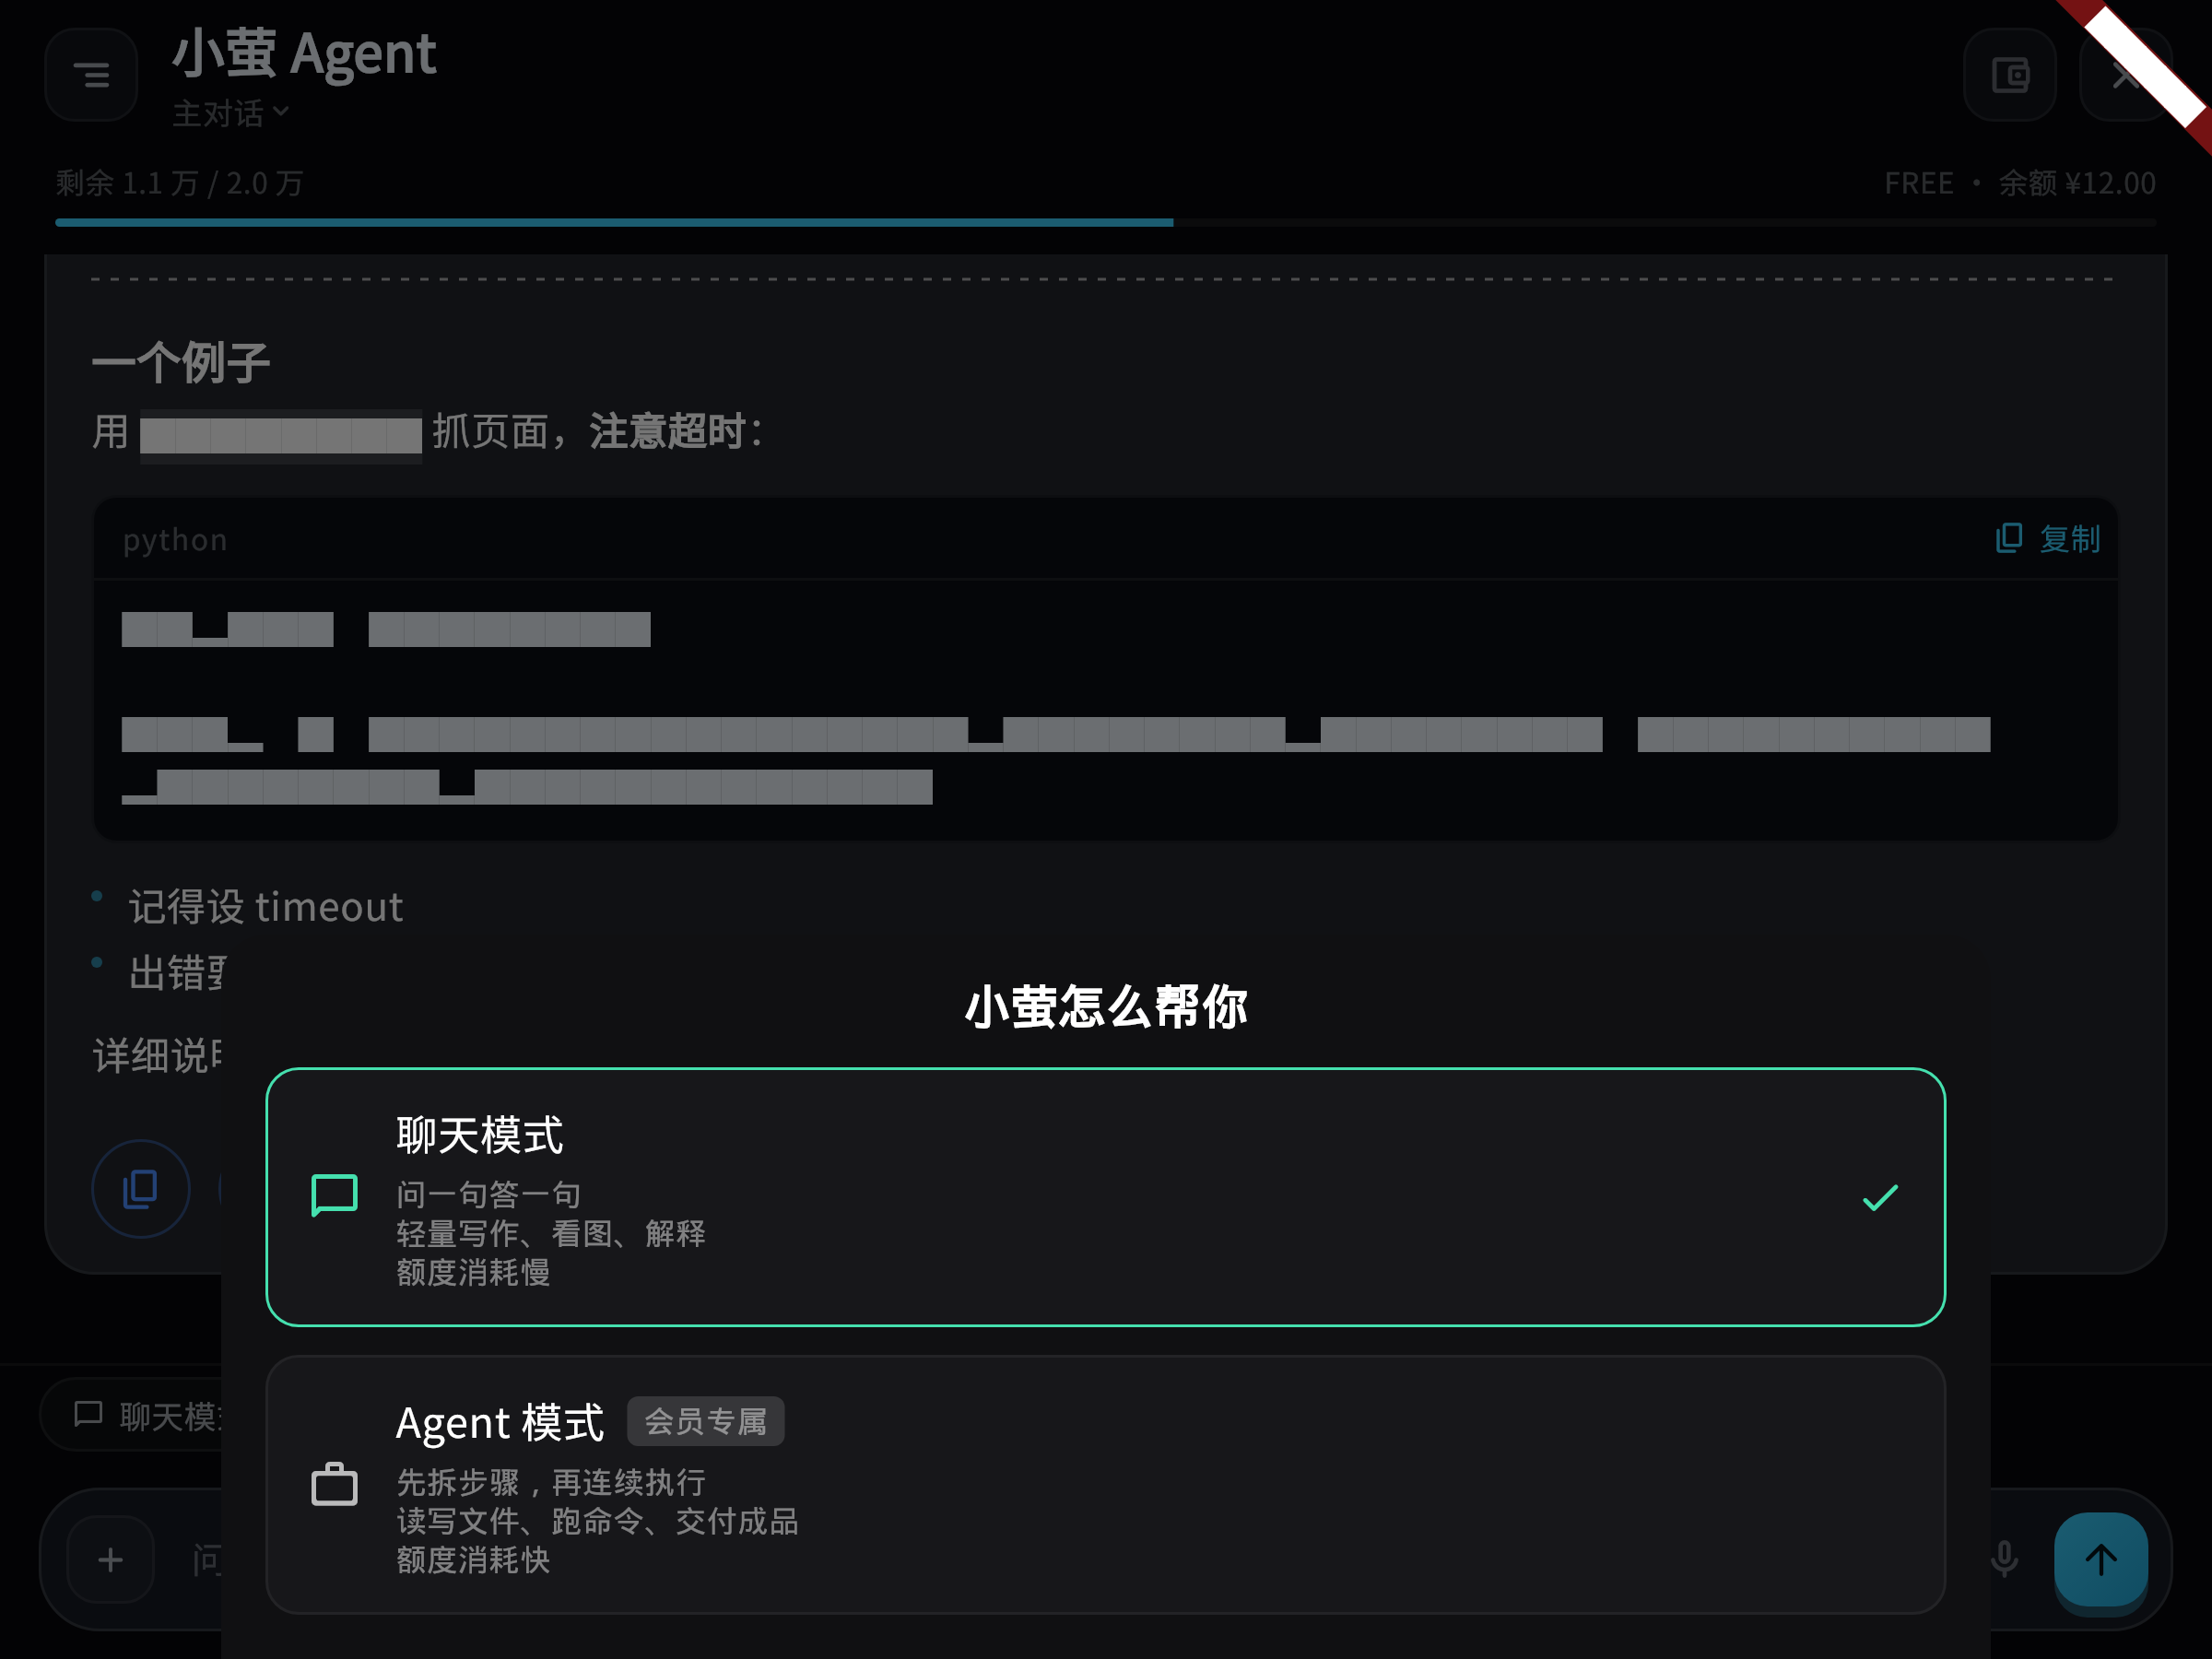 小萤 Agent
主对话
剩余 1.1 万 / 2.0 万
FREE · 余额 ¥12.00
一个例子
用 抓页面，注意超时：
python
复制
记得设 timeout
出错
详细说
小萤怎么帮你
聊天模式
问一句答一句
轻量写作、看图、解释
额度消耗慢
Agent 模式
会员专属
先拆步骤，再连续执行
读写文件、跑命令、交付成品
额度消耗快
聊天模
问